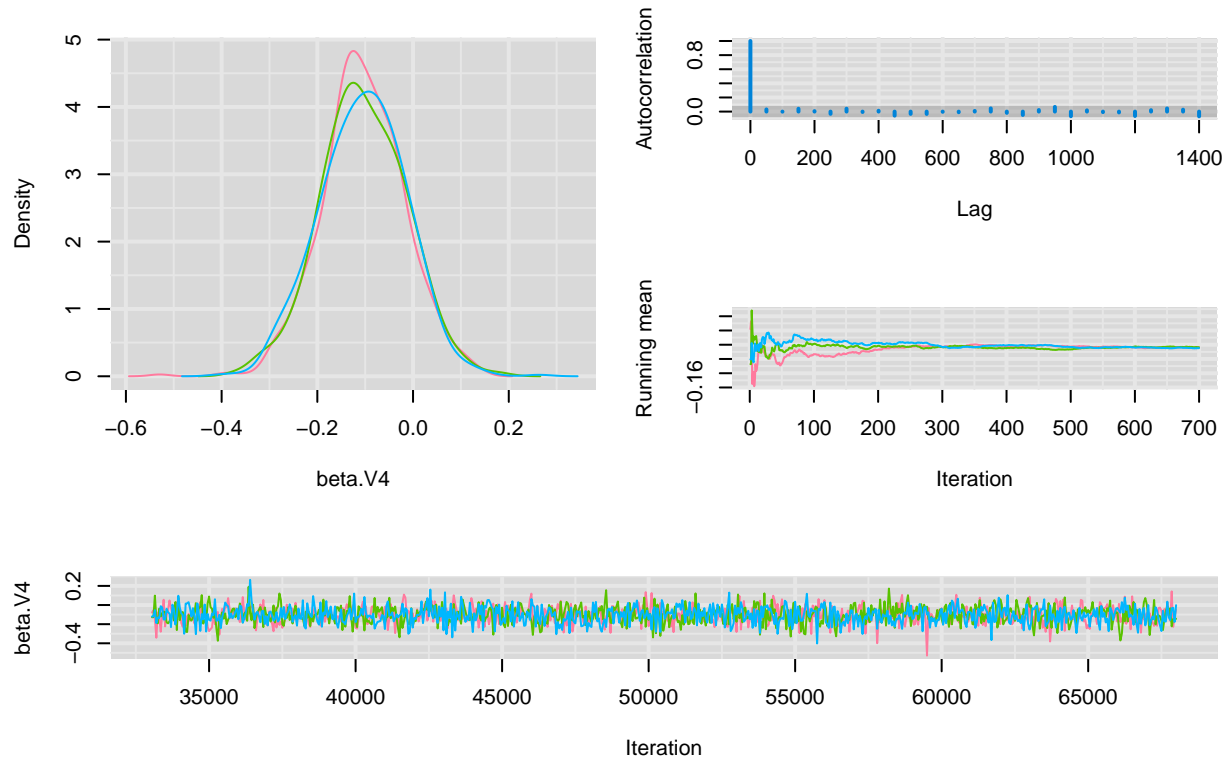 Density
5
4
3
2
1
0
−0.6 −0.4 −0.2 0.0 0.2
beta.V4
Autocorrelation
0.8
0.0
0 200 400 600 800 1000 1400
Lag
Running mean
−0.16
0 100 200 300 400 500 600 700
Iteration
beta.V4
0.2
−0.4
35000 40000 45000 50000 55000 60000 65000
Iteration